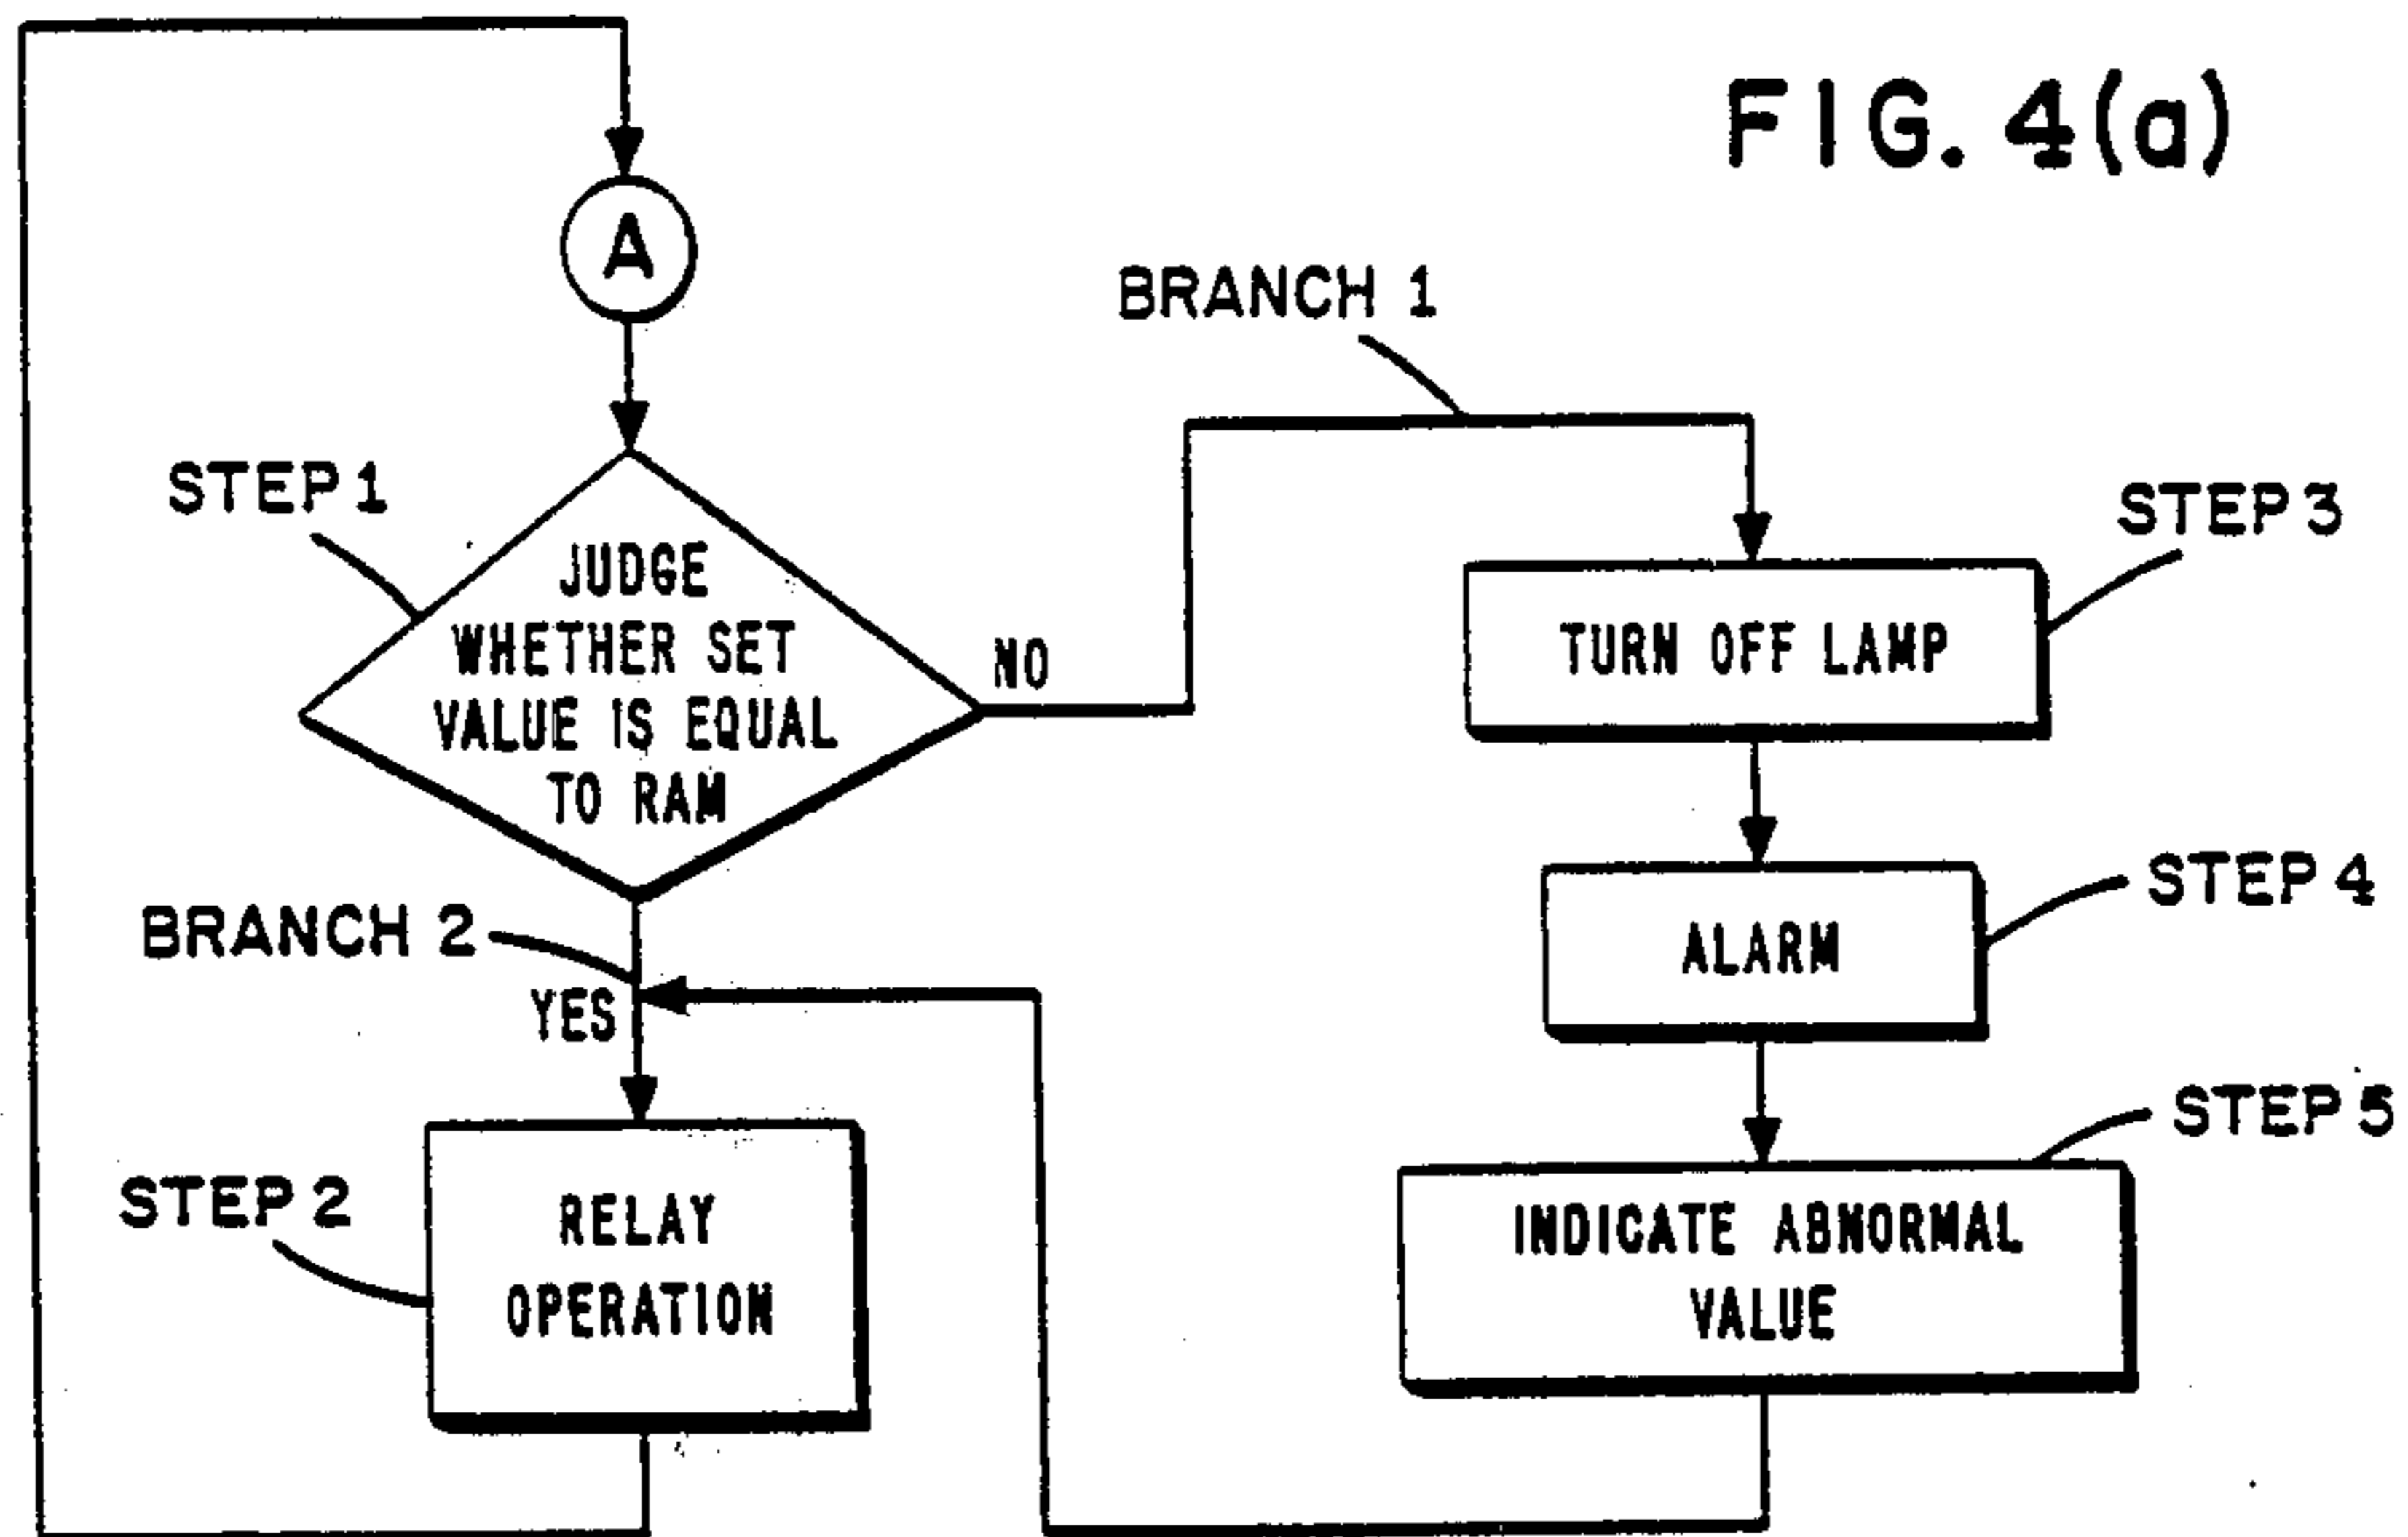 FIG. 4(a)
A
BRANCH 1
STEP 1
JUDGE
WHETHER SET
VALUE IS EQUAL
TO RAM
NO
STEP 3
TURN OFF LAMP
BRANCH 2
YES
STEP 4
ALARM
STEP 2
RELAY
OPERATION
STEP 5
INDICATE ABNORMAL
VALUE